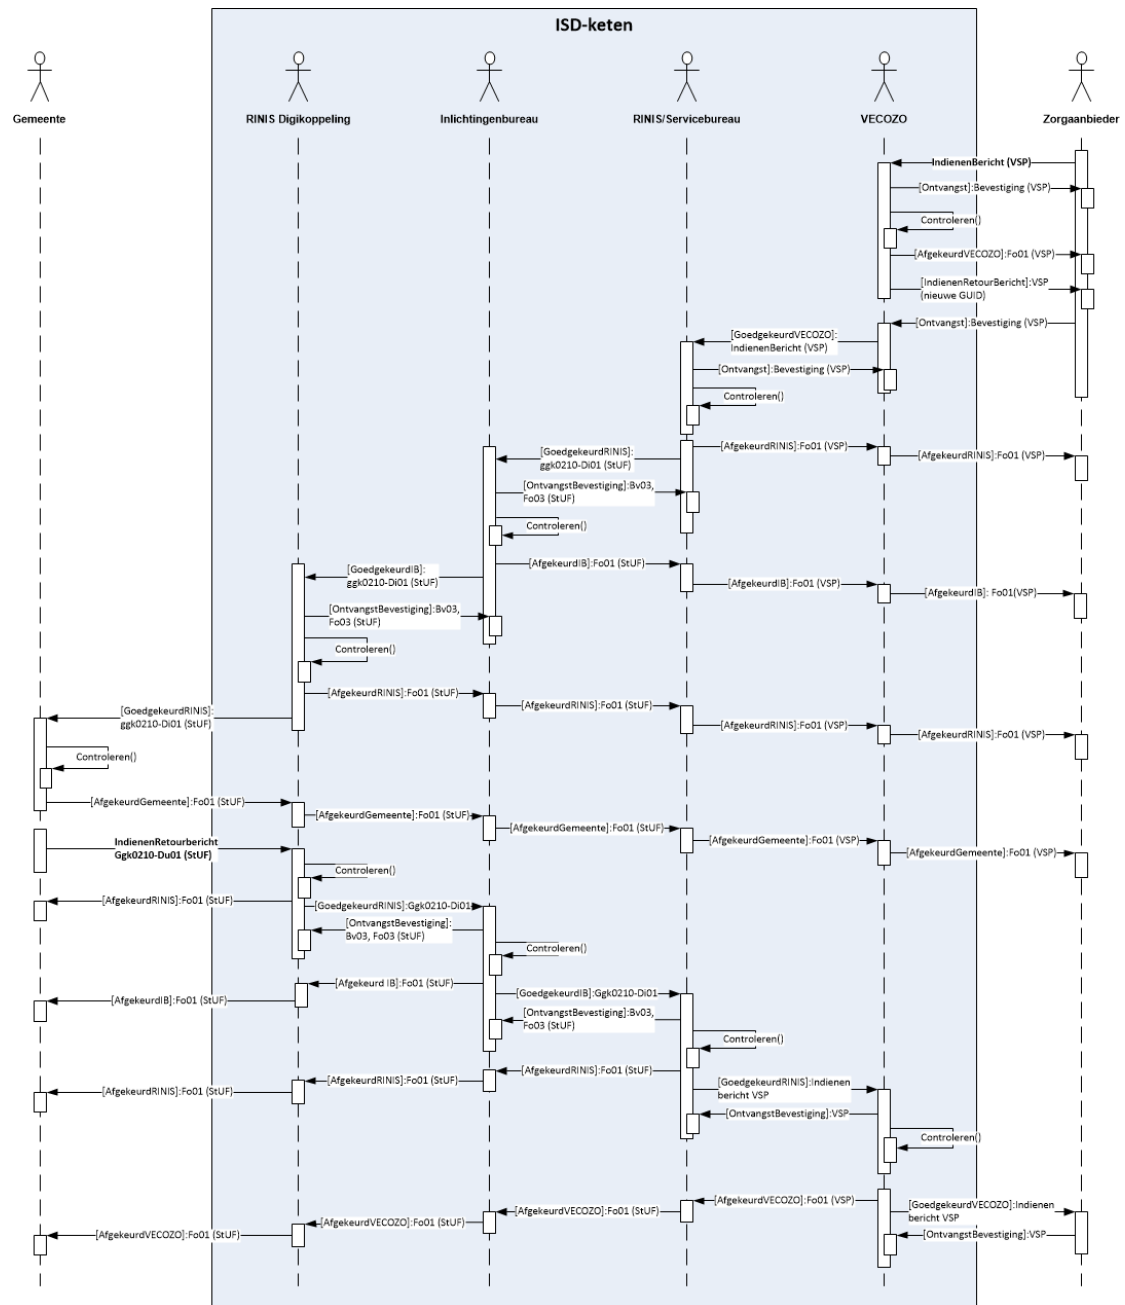 ISD-keten
Gemeente
RINIS Digikoppeling
Inlichtingenbureau
RINIS/Servicebureau
VECOZO
Zorgaanbieder
IndienenBericht (VSP)
[Ontvangst]:Bevestiging (VSP)
Controleren()
[AfgekeurdVECOZO]:Fo01 (VSP)
[IndienenRetourBericht]:VSP
(nieuwe GUID)
[Ontvangst]:Bevestiging (VSP)
[GoedgekeurdVECOZO]:
IndienenBericht (VSP)
[Ontvangst]:Bevestiging (VSP)
Controleren()
[AfgekeurdRINIS]:Fo01 (VSP)
[AfgekeurdRINIS]:Fo01 (VSP)
[GoedgekeurdRINIS]:
ggk0210-Di01 (StUF)
[OntvangstBevestiging]:Bv03,
Fo03 (StUF)
Controleren()
[AfgekeurdIB]:Fo01 (StUF)
[AfgekeurdIB]:Fo01 (VSP)
[AfgekeurdIB]: Fo01(VSP)
[GoedgekeurdIB]:
ggk0210-Di01 (StUF)
[OntvangstBevestiging]:Bv03,
Fo03 (StUF)
Controleren()
[AfgekeurdRINIS]:Fo01 (StUF)
[AfgekeurdRINIS]:Fo01 (StUF)
[AfgekeurdRINIS]:Fo01 (VSP)
[AfgekeurdRINIS]:Fo01 (VSP)
[GoedgekeurdRINIS]:
ggk0210-Di01 (StUF)
Controleren()
[AfgekeurdGemeente]:Fo01 (StUF)
[AfgekeurdGemeente]:Fo01 (StUF)
[AfgekeurdGemeente]:Fo01 (StUF)
[AfgekeurdGemeente]:Fo01 (VSP)
[AfgekeurdGemeente]:Fo01 (VSP)
IndienenRetourbericht
Ggk0210-Du01 (StUF)
Controleren()
[AfgekeurdRINIS]:Fo01 (StUF)
[GoedgekeurdRINIS]:Ggk0210-Di01
[OntvangstBevestiging]:
Bv03, Fo03 (StUF)
Controleren()
[Afgekeurd IB]:Fo01 (StUF)
[AfgekeurdIB]:Fo01 (StUF)
[GoedgekeurdIB]:Ggk0210-Di01
[OntvangstBevestiging]:Bv03,
Fo03 (StUF)
Controleren()
[AfgekeurdRINIS]:Fo01 (StUF)
[AfgekeurdRINIS]:Fo01 (StUF)
[AfgekeurdRINIS]:Fo01 (StUF)
[GoedgekeurdRINIS]:Indienen
bericht VSP
[OntvangstBevestiging]:VSP
Controleren()
[AfgekeurdVECOZO]:Fo01 (VSP)
[AfgekeurdVECOZO]:Fo01 (StUF)
[AfgekeurdVECOZO]:Fo01 (StUF)
[AfgekeurdVECOZO]:Fo01 (StUF)
[GoedgekeurdVECOZO]:Indienen
bericht VSP
[OntvangstBevestiging]:VSP